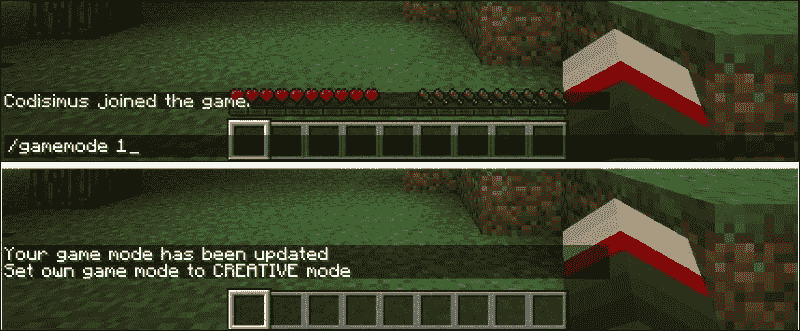 Codisimus joined the game.
/gamemode 1_
Your game mode has been updated
Set own game mode to CREATIVE mode